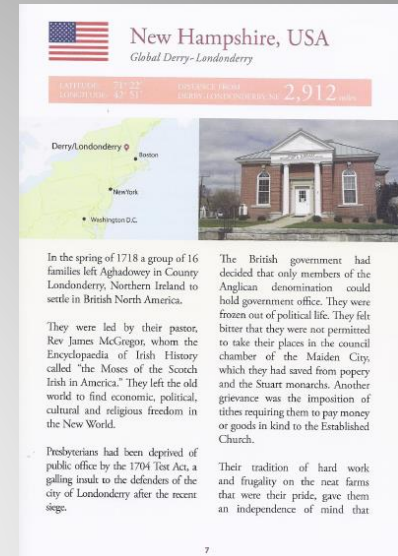 New Hampshire, USA
Global Derry-Londonderry
LATITUDE: 71° 22'
LONGITUDE: 42° 51'
DISTANCE FROM
DERRY-LONDONDERRY NI:
2,912 miles
Derry/Londonderry
Boston
NewYork
Washington D.C.
In the spring of 1718 a group of 16
families left Aghadowey in County
Londonderry, Northern Ireland to
settle in British North America.
They were led by their pastor,
Rev James McGregor, whom the
Encyclopaedia of Irish History
called “the Moses of the Scotch
Irish in America.” They left the old
world to find economic, political,
cultural and religious freedom in
the New World.
Presbyterians had been deprived of
public office by the 1704 Test Act, a
galling insult to the defenders of the
city of Londonderry after the recent
siege.
The British government had
decided that only members of the
Anglican denomination could
hold government office. They were
frozen out of political life. They felt
bitter that they were not permitted
to take their places in the council
chamber of the Maiden City,
which they had saved from popery
and the Stuart monarchs. Another
grievance was the imposition of
tithes requiring them to pay money
or goods in kind to the Established
Church.
Their tradition of hard work
and frugality on the neat farms
that were their pride, gave them
an independence of mind that
7